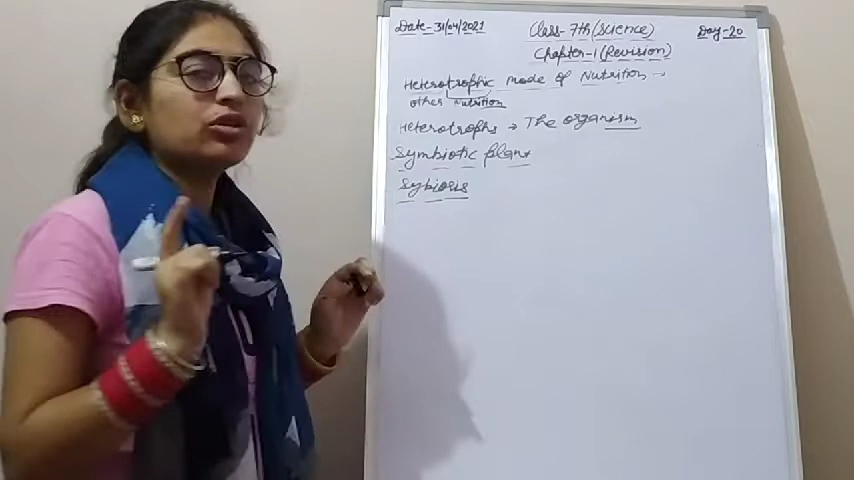 Date-31/04/2021 Class-7th(Science) Day-20
Chapter-1(Revision)
Heterotrophic mode of Nutrition →
other nutrition
Heterotrophs → The organism
Symbiotic plant
Sybiosis